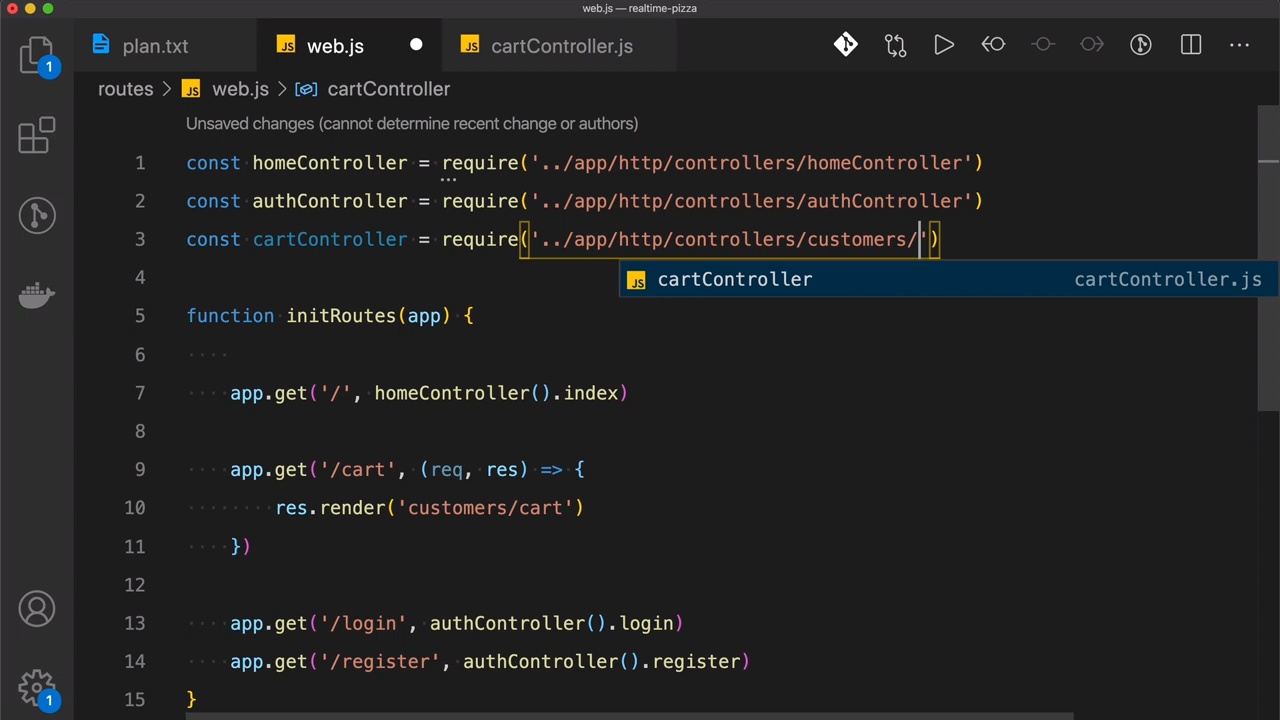 web.js — realtime-pizza
plan.txt
JS web.js
JS cartController.js
1
routes > JS web.js > cartController
Unsaved changes (cannot determine recent change or authors)
1 const homeController = require('../app/http/controllers/homeController')
2 const authController = require('../app/http/controllers/authController')
3 const cartController = require('../app/http/controllers/customers/')
JS cartController cartController.js
4
5 function initRoutes(app) {
6
7 app.get('/', homeController().index)
8
9 app.get('/cart', (req, res) => {
10 res.render('customers/cart')
11 })
12
13 app.get('/login', authController().login)
14 app.get('/register', authController().register)
15 }
1